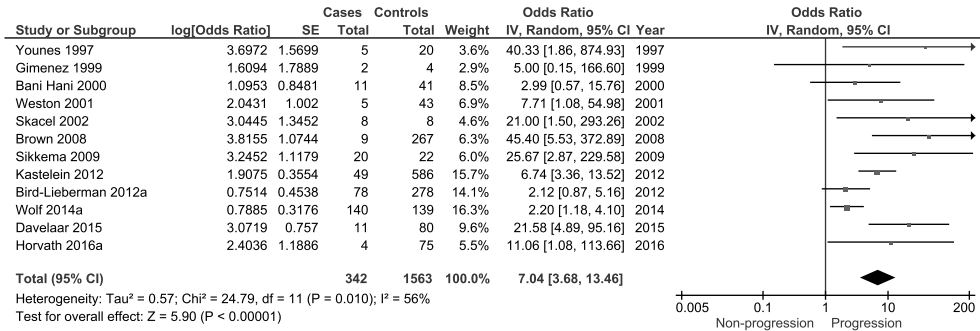 Cases Controls Odds Ratio Odds Ratio
Study or Subgroup log[Odds Ratio] SE Total Total Weight IV, Random, 95% CI Year IV, Random, 95% CI
Younes 1997 3.6972 1.5699 5 20 3.6% 40.33 [1.86, 874.93] 1997
Gimenez 1999 1.6094 1.7889 2 4 2.9% 5.00 [0.15, 166.60] 1999
Bani Hani 2000 1.0953 0.8481 11 41 8.5% 2.99 [0.57, 15.76] 2000
Weston 2001 2.0431 1.002 5 43 6.9% 7.71 [1.08, 54.98] 2001
Skacel 2002 3.0445 1.3452 8 8 4.6% 21.00 [1.50, 293.26] 2002
Brown 2008 3.8155 1.0744 9 267 6.4% 45.40 [5.53, 372.89] 2008
Sikkema 2009 3.2452 1.1179 20 22 6.0% 25.67 [2.87, 229.58] 2009
Kastelein 2012 1.9075 0.3554 49 586 15.7% 6.74 [3.36, 13.52] 2012
Bird-Lieberman 2012a 0.7514 0.4538 78 278 14.1% 2.12 [0.87, 5.16] 2012
Wolf 2014a 0.7885 0.3176 140 139 16.3% 2.20 [1.18, 4.10] 2014
Davelaar 2015 3.0719 0.757 11 80 9.6% 21.58 [4.89, 95.16] 2015
Horvath 2016a 2.4036 1.1886 4 75 5.5% 11.06 [1.08, 113.66] 2016
Total (95% CI) 342 1563 100.0% 7.04 [3.68, 13.46]
Heterogeneity: Tau² = 0.57; Chi² = 24.79, df = 11 (P = 0.010); I² = 56%
Test for overall effect: Z = 5.90 (P < 0.00001)
0.005 0.1 1 10 200
Non-progression Progression